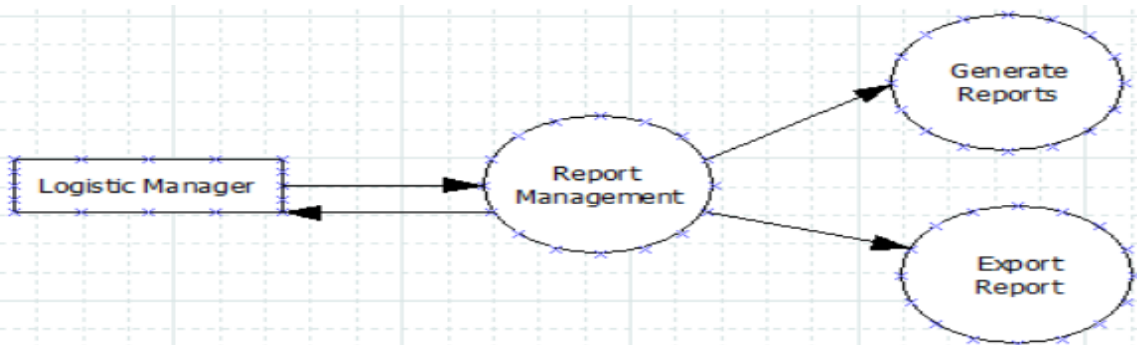 Logistic Manager
Report
Management
Generate
Reports
Export
Report